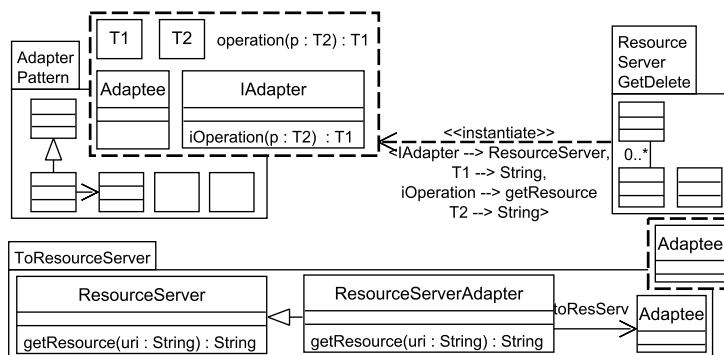 T1
T2
operation(p : T2) : T1
Adapter
Pattern
Adaptee
IAdapter
iOperation(p : T2) : T1
Resource
Server
GetDelete
0..*
<<instantiate>>
<IAdapter --> ResourceServer,
T1 --> String,
iOperation --> getResource
T2 --> String>
ToResourceServer
Adaptee
ResourceServer
getResource(uri : String) : String
ResourceServerAdapter
getResource(uri : String) : String
toResServ
Adaptee